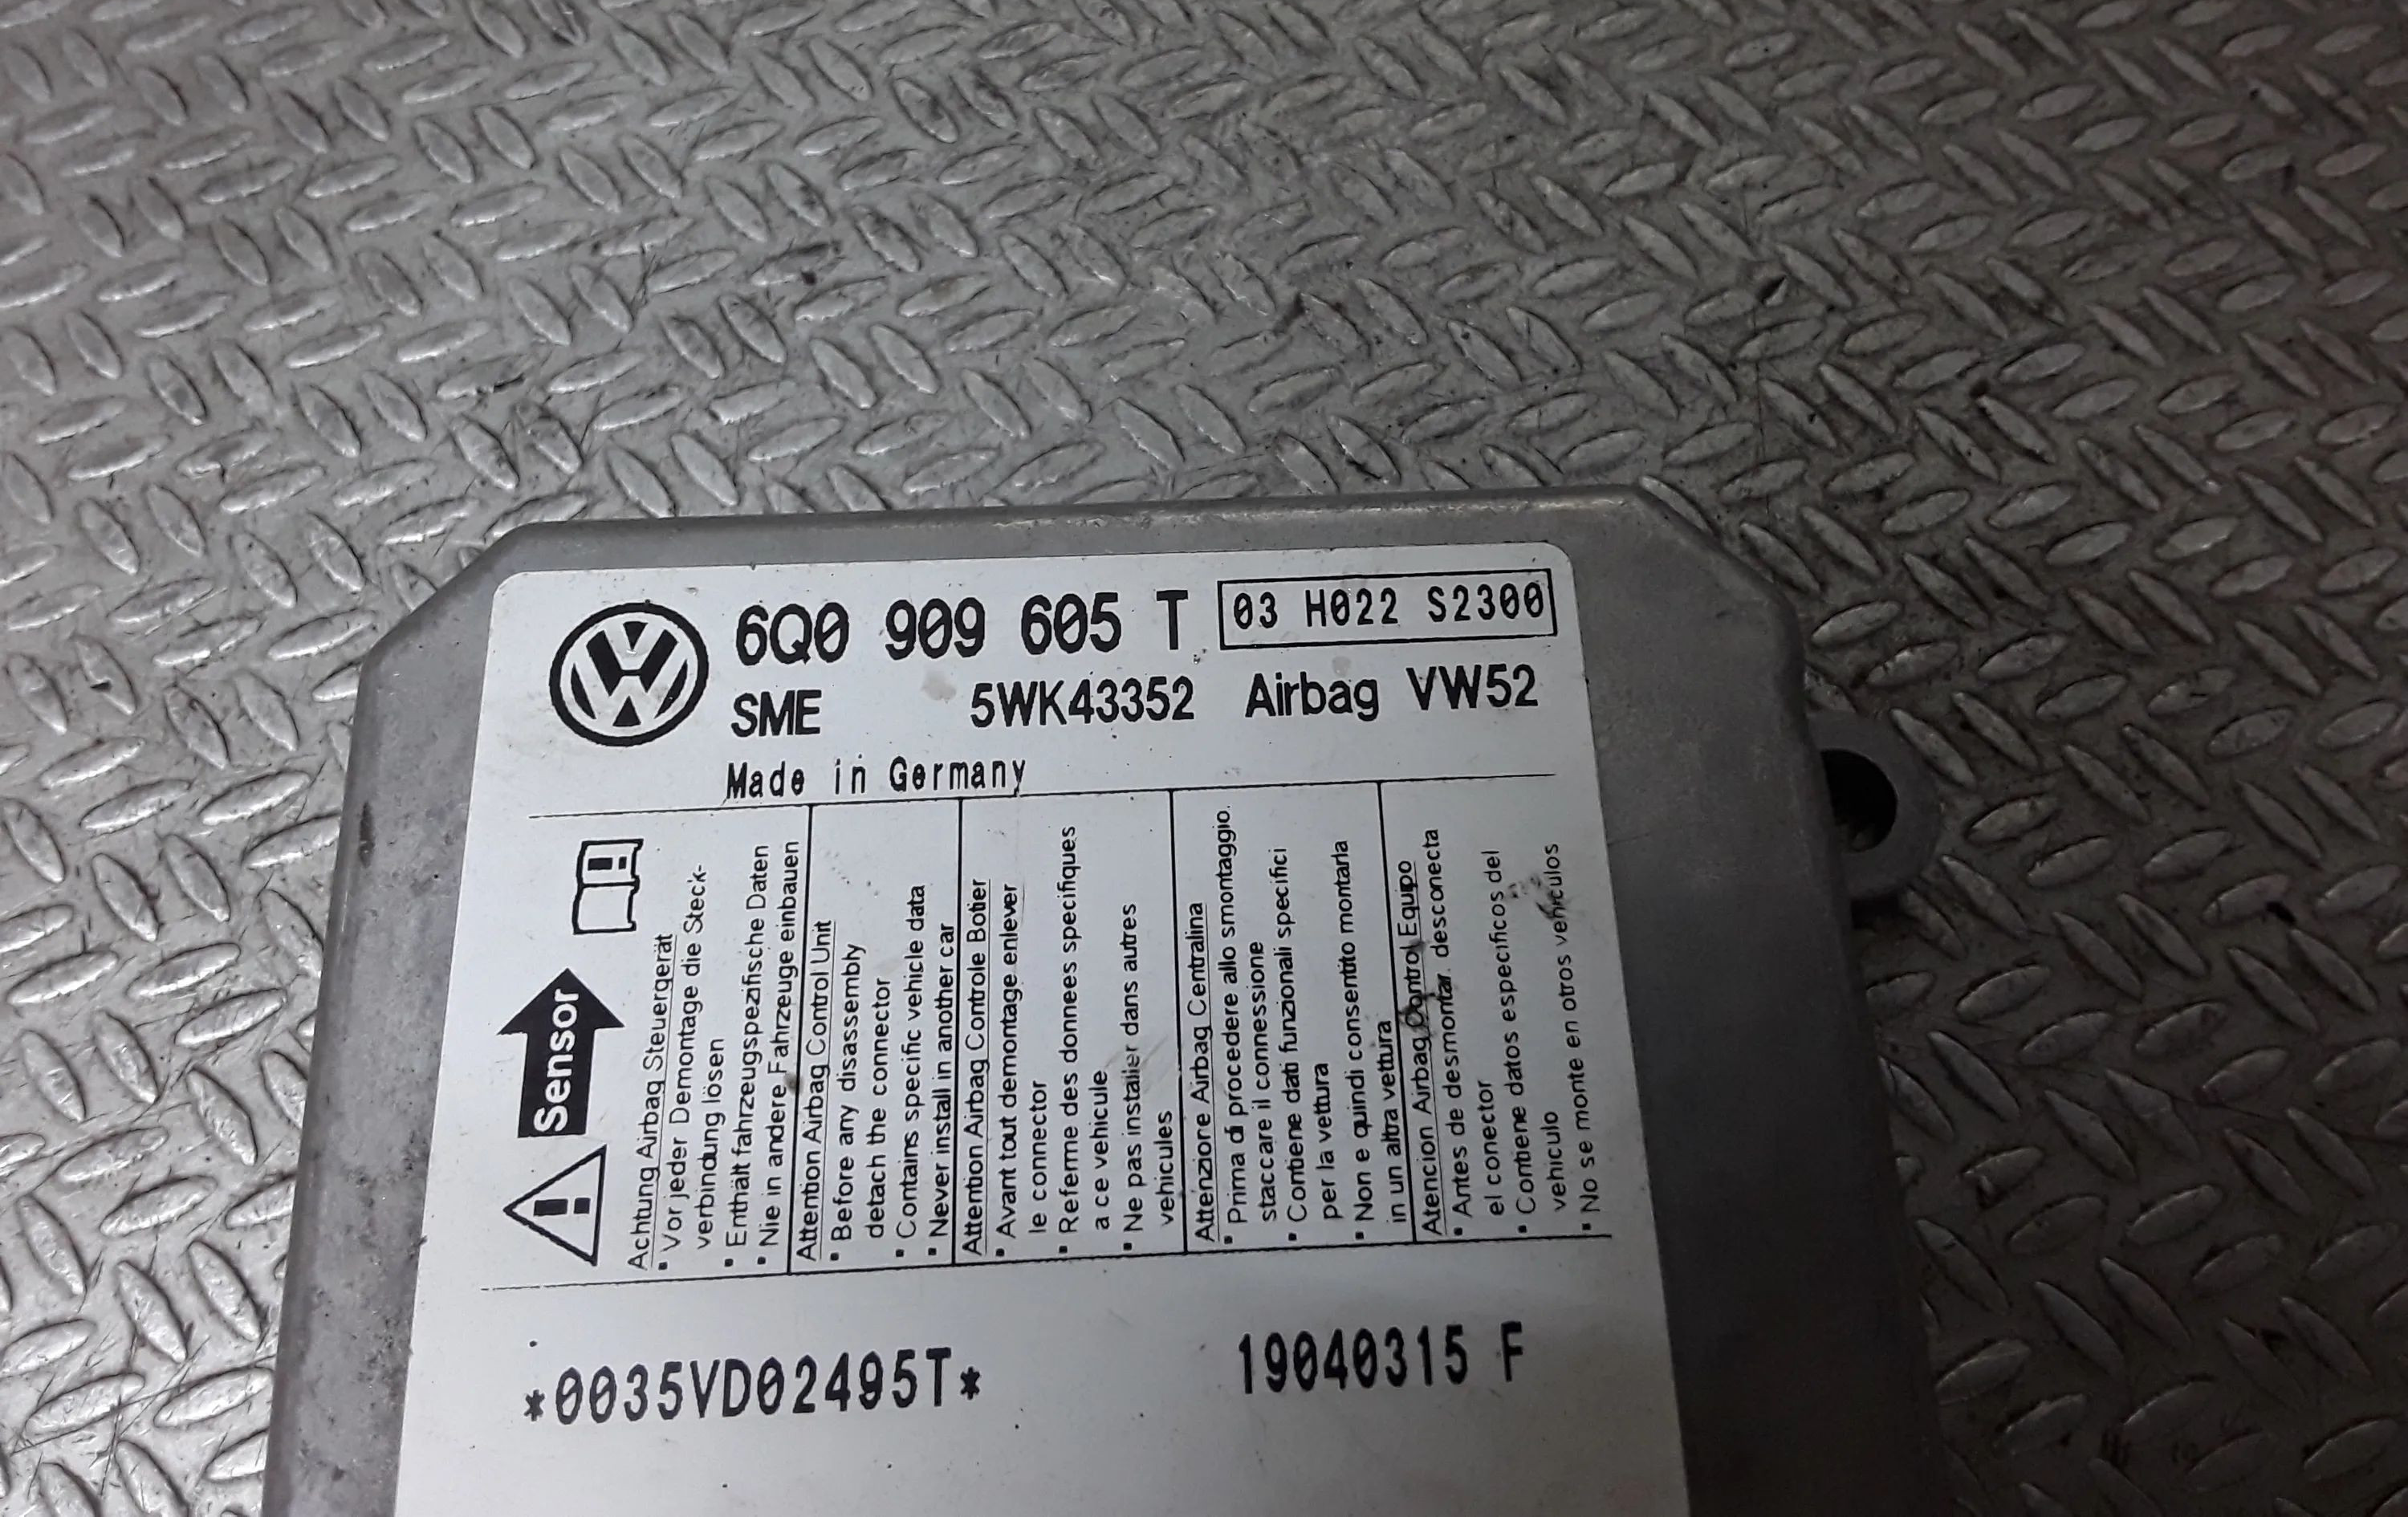 6Q0 909 605 T
03 H022 S2300
SME 5WK43352 Airbag VW52
Made in Germany
Sensor
Achtung Airbag Steuergerät
• Vor jeder Demontage die Steck-
verbindung lösen
• Enthält fahrzeugspezifische Daten
• Nie in andere Fahrzeuge einbauen
Attention Airbag Control Unit
• Before any disassembly
detach the connector
• Contains specific vehicle data
• Never install in another car
Attention Airbag Controle Botier
• Avant tout demontage enlever
le connector
• Referme des donnees specifiques
a ce vehicule
• Ne pas installer dans autres
vehicules
Attenzione Airbag Centralina
• Prima di procedere allo smontaggio.
staccare il connessione
• Contiene dati funzionali specifici
per la vettura
• Non e quindi consentito montarla
in un altra vettura
Atencion Airbag Control Equipo
• Antes de desmontar. desconecta
el conector
• Contiene datos especificos del
vehiculo
• No se monte en otros vehiculos
*0035VD02495T* 19040315 F